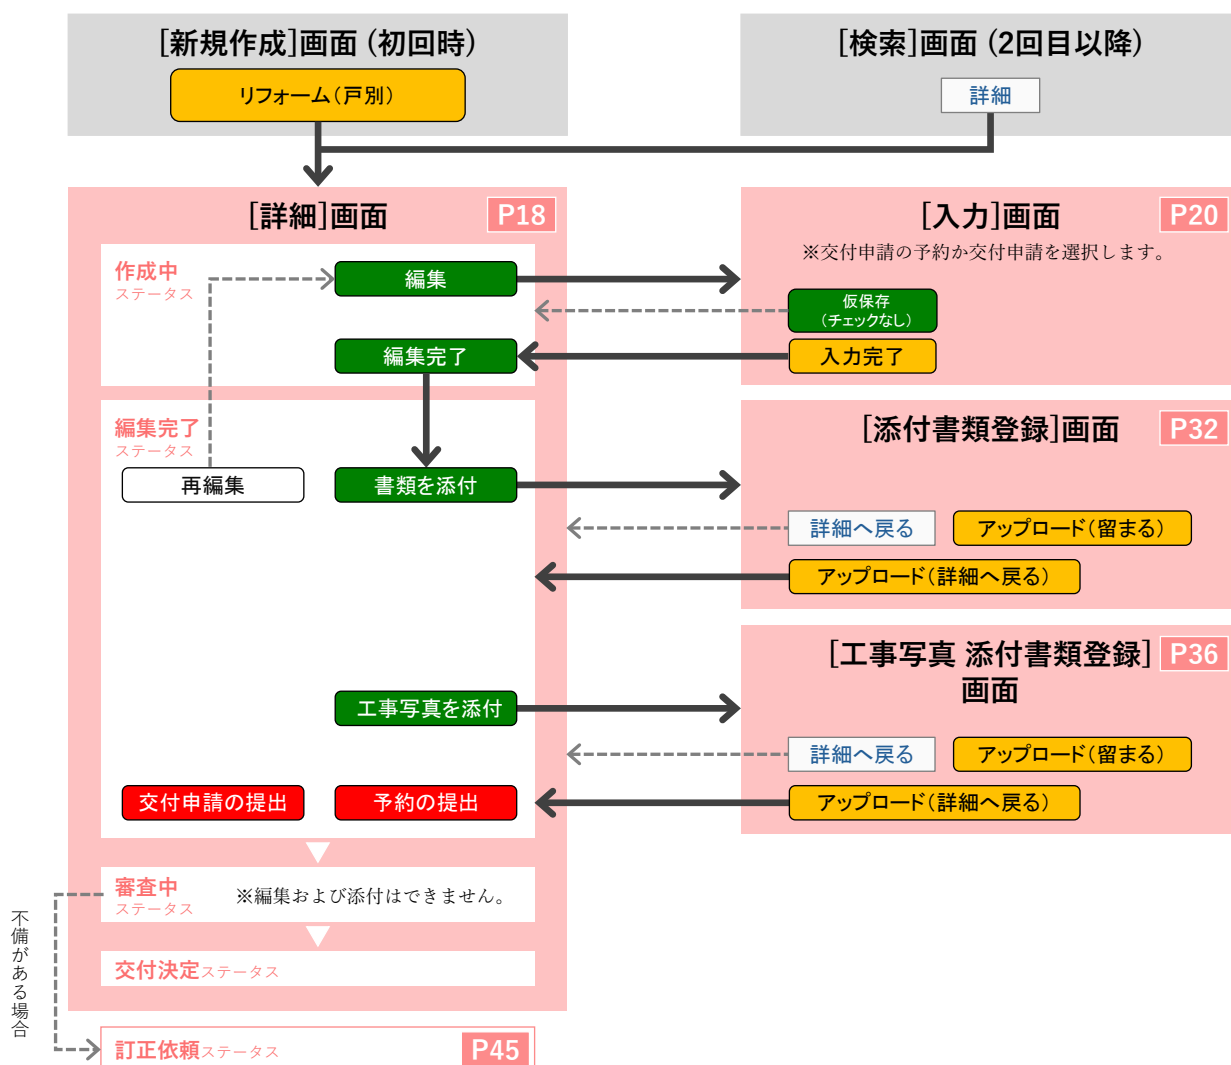 [新規作成]画面 (初回時)
リフォーム(戸別)
[検索]画面 (2回目以降)
詳細
[詳細]画面
P18
作成中
ステータス
編集
編集完了
[入力]画面
P20
※交付申請の予約か交付申請を選択します。
仮保存
(チェックなし)
入力完了
編集完了
ステータス
再編集
書類を添付
[添付書類登録]画面
P32
詳細へ戻る
アップロード(留まる)
アップロード(詳細へ戻る)
工事写真を添付
[工事写真 添付書類登録]
画面
P36
詳細へ戻る
アップロード(留まる)
アップロード(詳細へ戻る)
交付申請の提出
予約の提出
審査中
ステータス
※編集および添付はできません。
交付決定ステータス
不備がある場合
訂正依頼ステータス
P45